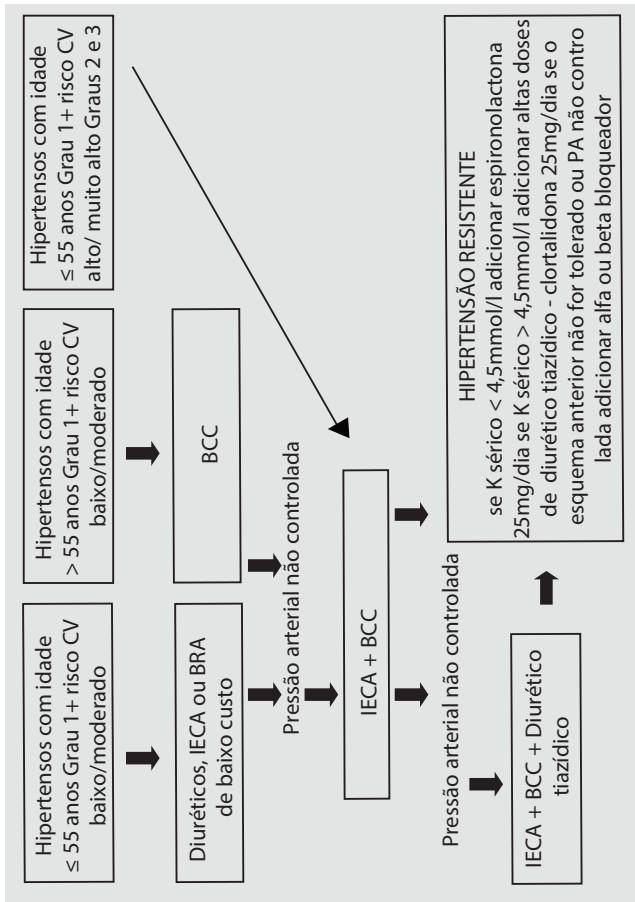 Hipertensos com idade
≤ 55 anos Grau 1+ risco CV
baixo/moderado
Hipertensos com idade
> 55 anos Grau 1+ risco CV
baixo/moderado
Hipertensos com idade
≤ 55 anos Grau 1+ risco CV
alto/ muito alto Graus 2 e 3
Diuréticos, IECA ou BRA
de baixo custo
BCC
Pressão arterial não controlada
IECA + BCC
Pressão arterial não controlada
IECA + BCC + Diurético
tiazídico
HIPERTENSÃO RESISTENTE
se K sérico < 4,5mmol/l adicionar espironolactona
25mg/dia se K sérico > 4,5mmol/l adicionar altas doses
de diurético tiazídico - clortalidona 25mg/dia se o
esquema anterior não for tolerado ou PA não contro
lada adicionar alfa ou beta bloqueador